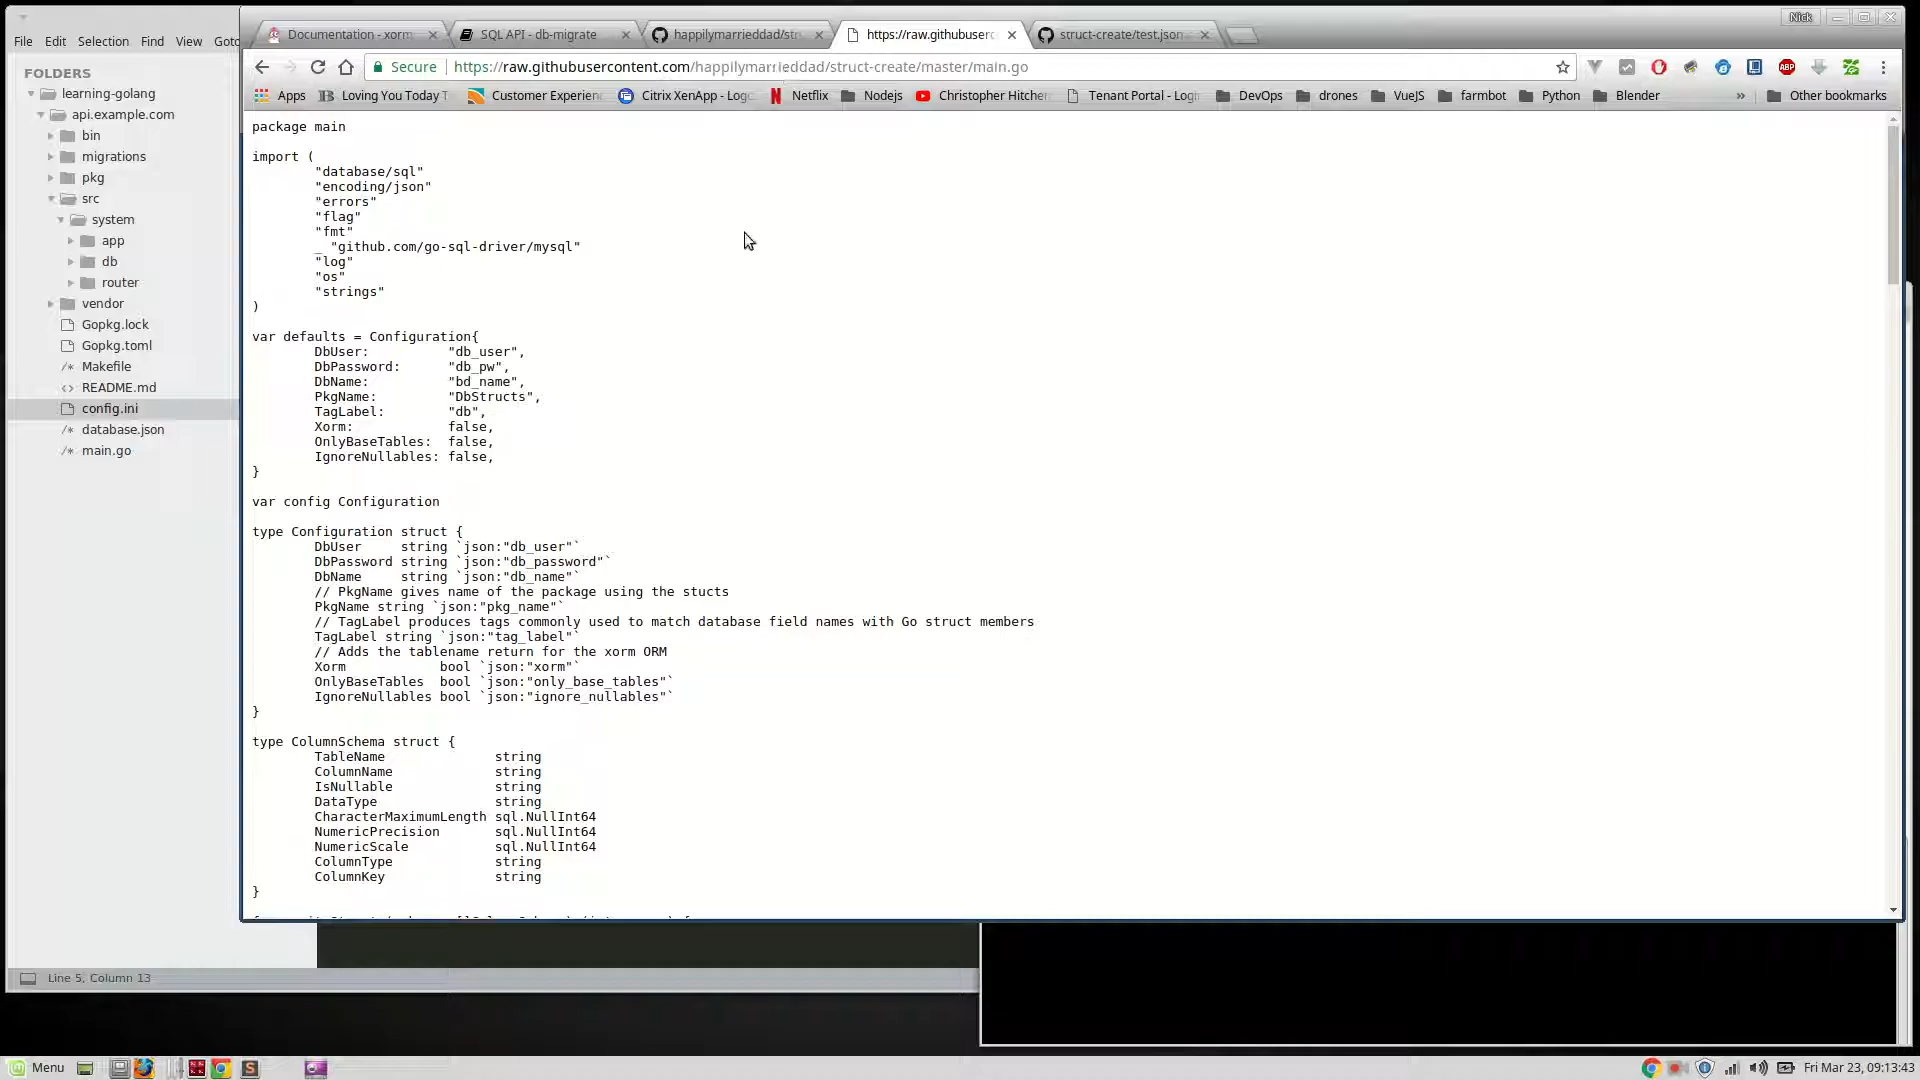 Nick
File Edit Selection Find View Goto
Documentation - xorm
SQL API - db-migrate
happilymarrieddad/str
https://raw.githubuser
struct-create/test.json
Secure https://raw.githubusercontent.com/happilymarrieddad/struct-create/master/main.go
ABP
Apps
Loving You Today T
Customer Experienc
Citrix XenApp - Logo
Netflix
Nodejs
Christopher Hitchen
Tenant Portal - Login
DevOps
drones
VueJS
farmbot
Python
Blender
»
Other bookmarks
FOLDERS
learning-golang
api.example.com
bin
migrations
pkg
src
system
app
db
router
vendor
Gopkg.lock
Gopkg.toml
/* Makefile
<> README.md
config.ini
/* database.json
/* main.go
package main
import (
"database/sql"
"encoding/json"
"errors"
"flag"
"fmt"
_ "github.com/go-sql-driver/mysql"
"log"
"os"
"strings"
)
var defaults = Configuration{
DbUser: "db_user",
DbPassword: "db_pw",
DbName: "bd_name",
PkgName: "DbStructs",
TagLabel: "db",
Xorm: false,
OnlyBaseTables: false,
IgnoreNullables: false,
}
var config Configuration
type Configuration struct {
DbUser string `json:"db_user"`
DbPassword string `json:"db_password"`
DbName string `json:"db_name"`
// PkgName gives name of the package using the stucts
PkgName string `json:"pkg_name"`
// TagLabel produces tags commonly used to match database field names with Go struct members
TagLabel string `json:"tag_label"`
// Adds the tablename return for the xorm ORM
Xorm bool `json:"xorm"`
OnlyBaseTables bool `json:"only_base_tables"`
IgnoreNullables bool `json:"ignore_nullables"`
}
type ColumnSchema struct {
TableName string
ColumnName string
IsNullable string
DataType string
CharacterMaximumLength sql.NullInt64
NumericPrecision sql.NullInt64
NumericScale sql.NullInt64
ColumnType string
ColumnKey string
}
Line 5, Column 13
Menu
Fri Mar 23, 09:13:43